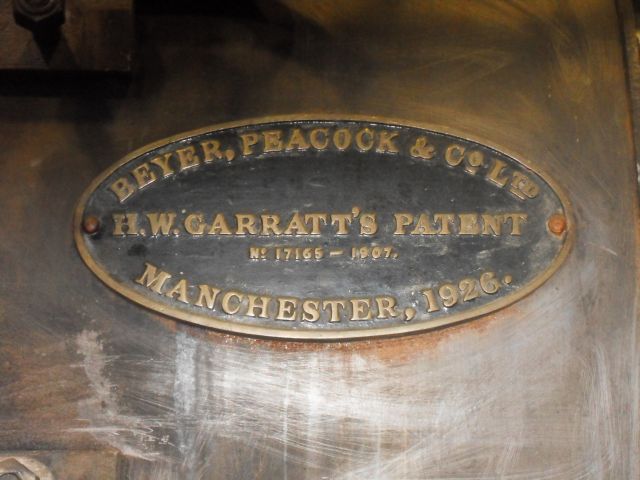 BEYER, PEACOCK & Co. LTD
H.W. GARRATT'S PATENT
No 17165 - 1907.
MANCHESTER, 1926.